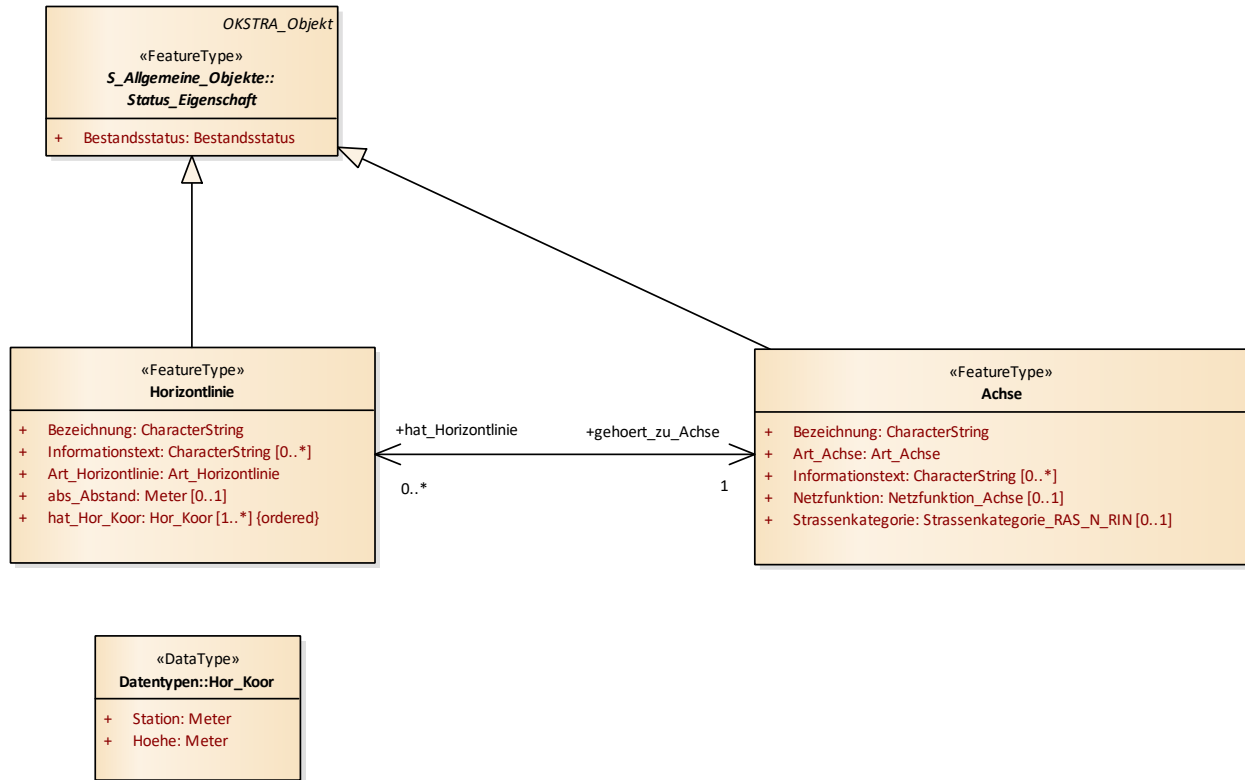 OKSTRA_Objekt
«FeatureType»
S_Allgemeine_Objekte::
Status_Eigenschaft
+ Bestandsstatus: Bestandsstatus
«FeatureType»
Horizontlinie
+ Bezeichnung: CharacterString
+ Informationstext: CharacterString [0..*]
+ Art_Horizontlinie: Art_Horizontlinie
+ abs_Abstand: Meter [0..1]
+ hat_Hor_Koor: Hor_Koor [1..*] {ordered}
+hat_Horizontlinie
0..*
+gehoert_zu_Achse
1
«FeatureType»
Achse
+ Bezeichnung: CharacterString
+ Art_Achse: Art_Achse
+ Informationstext: CharacterString [0..*]
+ Netzfunktion: Netzfunktion_Achse [0..1]
+ Strassenkategorie: Strassenkategorie_RAS_N_RIN [0..1]
«DataType»
Datentypen::Hor_Koor
+ Station: Meter
+ Hoehe: Meter